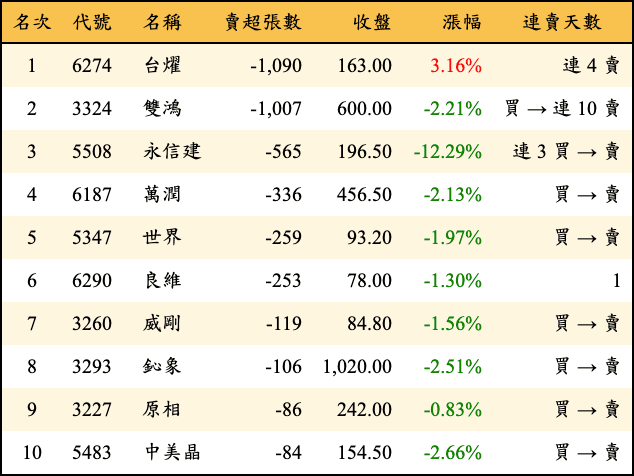 名次 代號 名稱 賣超張數 收盤 漲幅 連賣天數
1 6274 台燿 -1,090 163.00 3.16% 連 4 賣
2 3324 雙鴻 -1,007 600.00 -2.21% 買 → 連 10 賣
3 5508 永信建 -565 196.50 -12.29% 連 3 買 → 賣
4 6187 萬潤 -336 456.50 -2.13% 買 → 賣
5 5347 世界 -259 93.20 -1.97% 買 → 賣
6 6290 良維 -253 78.00 -1.30% 1
7 3260 威剛 -119 84.80 -1.56% 買 → 賣
8 3293 鈊象 -106 1,020.00 -2.51% 買 → 賣
9 3227 原相 -86 242.00 -0.83% 買 → 賣
10 5483 中美晶 -84 154.50 -2.66% 買 → 賣